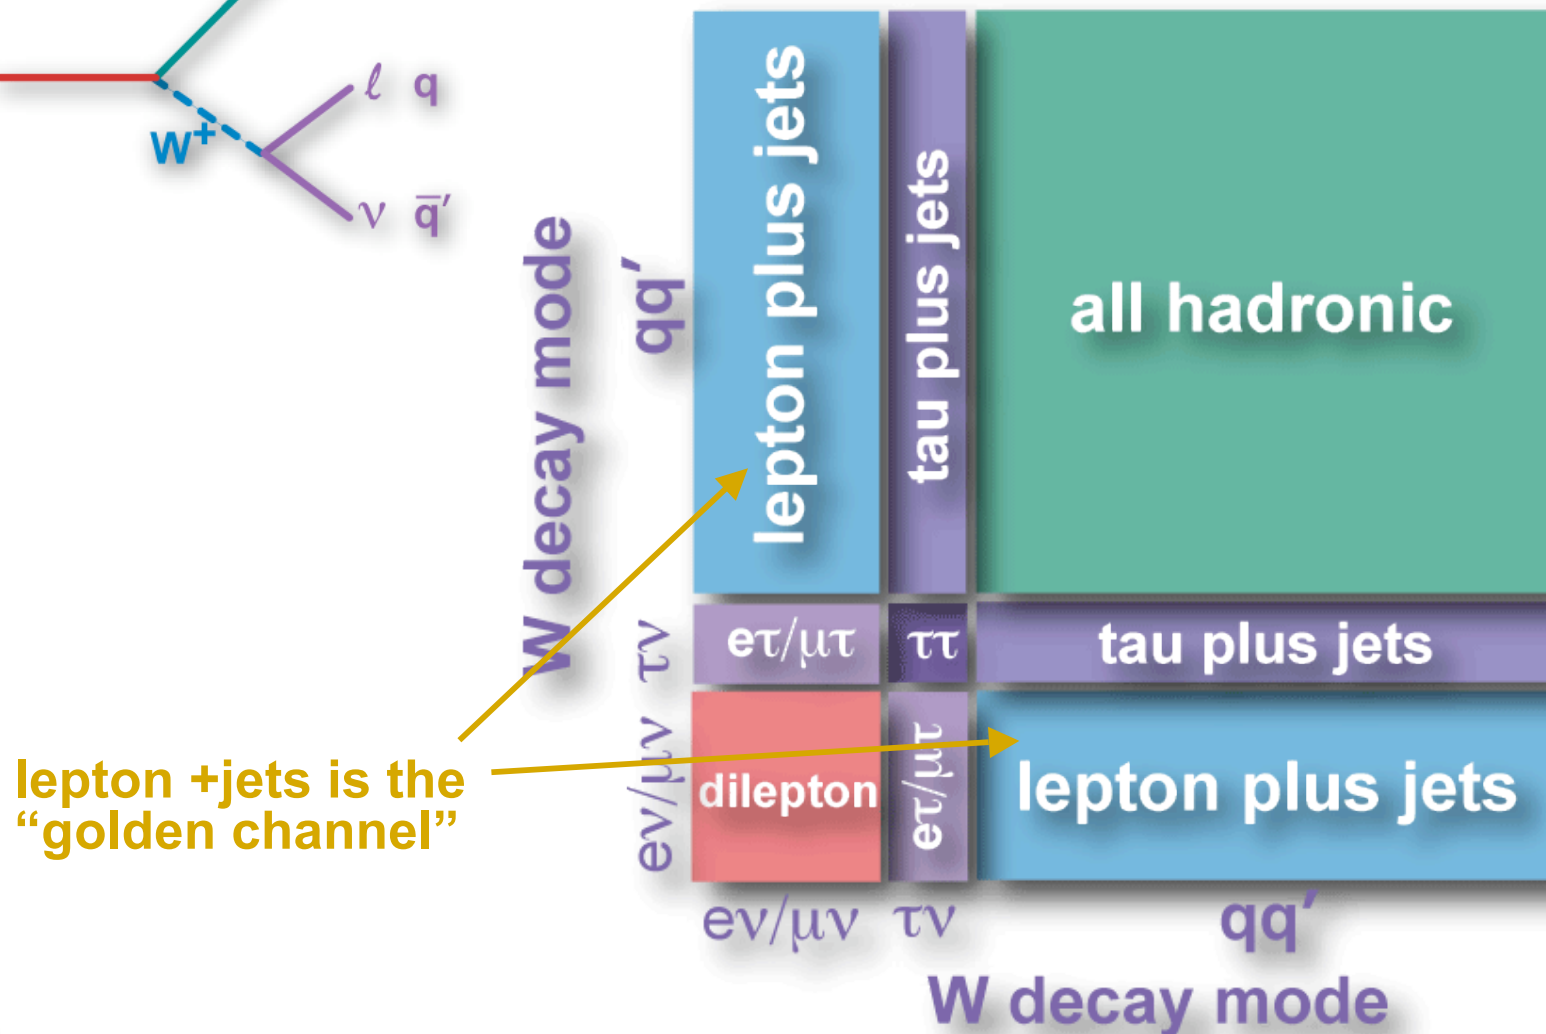 ℓ q
W⁺
ν q̅′
W decay mode
qq′
τν
eν/μν
lepton plus jets
tau plus jets
all hadronic
eτ/μτ
ττ
tau plus jets
dilepton
eτ/μτ
lepton plus jets
lepton +jets is the
“golden channel”
eν/μν
τν
qq′
W decay mode